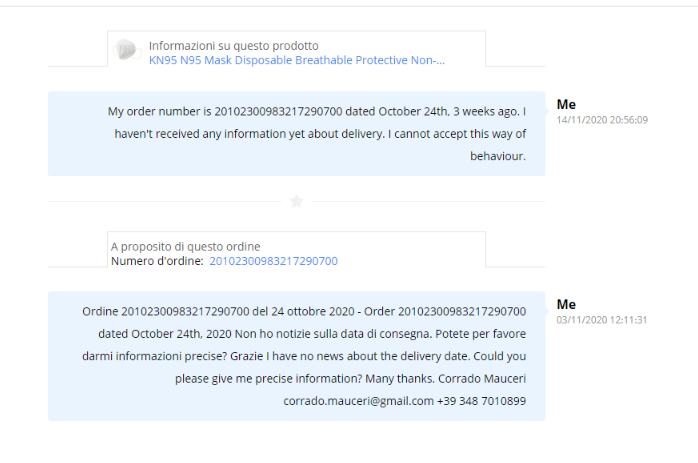 Informazioni su questo prodotto
KN95 N95 Mask Disposable Breathable Protective Non-...
My order number is 20102300983217290700 dated October 24th, 3 weeks ago. I
haven't received any information yet about delivery. I cannot accept this way of
behaviour.
Me
14/11/2020 20:56:09
A proposito di questo ordine
Numero d'ordine: 20102300983217290700
Ordine 20102300983217290700 del 24 ottobre 2020 - Order 20102300983217290700
dated October 24th, 2020 Non ho notizie sulla data di consegna. Potete per favore
darmi informazioni precise? Grazie I have no news about the delivery date. Could you
please give me precise information? Many thanks. Corrado Mauceri
corrado.mauceri@gmail.com +39 348 7010899
Me
03/11/2020 12:11:31